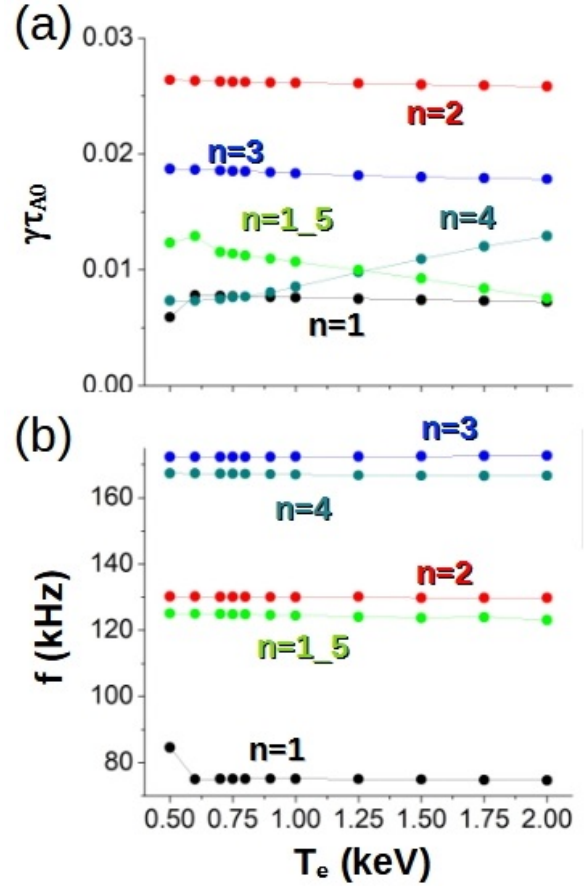 (a)
0.03
n=2
0.02
n=3
n=1_5
n=4
γτA0
0.01
n=1
0.00
(b)
n=3
160
n=4
140
n=2
120
n=1_5
f (kHz)
100
n=1
80
0.50 0.75 1.00 1.25 1.50 1.75 2.00
Te (keV)